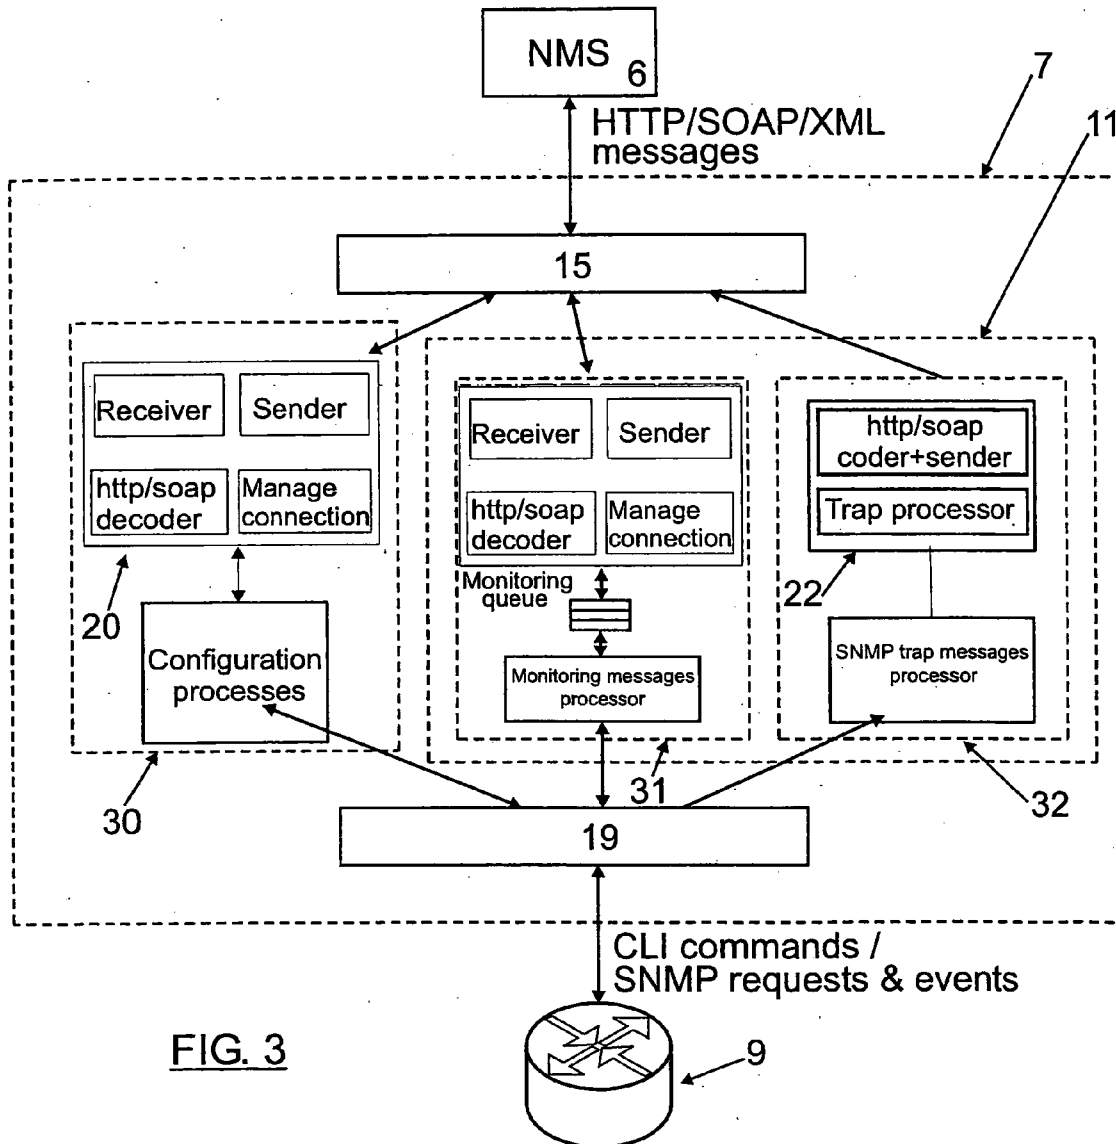 NMS
6
HTTP/SOAP/XML
messages
7
11
15
Receiver
Sender
http/soap
decoder
Manage
connection
20
Configuration
processes
30
Receiver
Sender
http/soap
decoder
Manage
connection
Monitoring
queue
Monitoring messages
processor
31
http/soap
coder+sender
Trap processor
22
SNMP trap messages
processor
32
19
CLI commands /
SNMP requests & events
9
FIG. 3